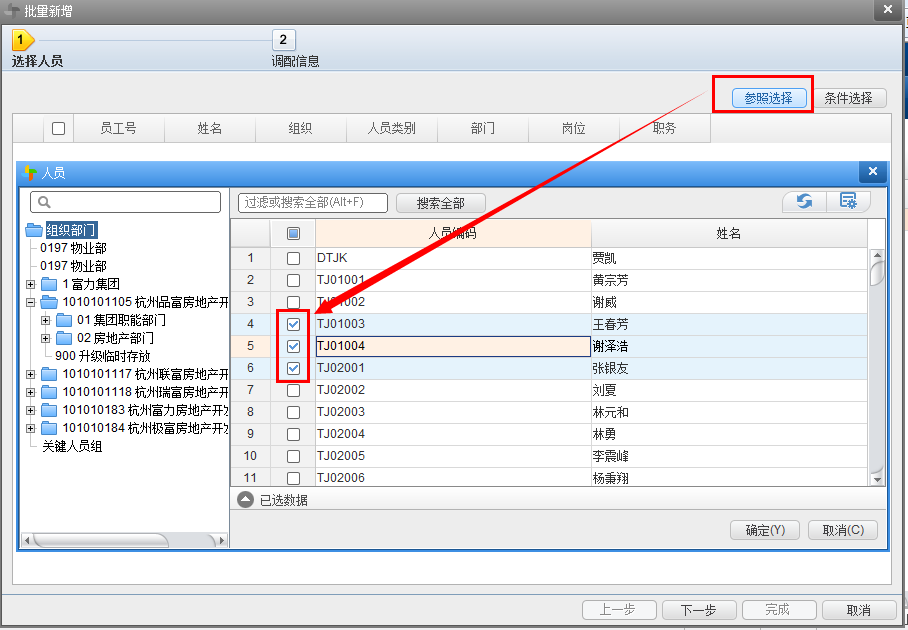 批量新增
1
2
选择人员
调配信息
参照选择
条件选择
员工号 姓名 组织 人员类别 部门 岗位 职务
人员
过滤或搜索全部(Alt+F)
搜索全部
组织部门
0197 物业部
0197 物业部
1 富力集团
1010101105 杭州品富房地产开
01 集团职能部门
02 房地产部门
900 升级临时存放
1010101117 杭州联富房地产开
1010101118 杭州瑞富房地产开
101010183 杭州富力房地产开发
101010184 杭州极富房地产开发
关键人员组
人员编码 姓名
1 DTJK 贾凯
2 TJ01001 黄宗芳
3 TJ01002 谢威
4 TJ01003 王春芳
5 TJ01004 谢泽浩
6 TJ02001 张银友
7 TJ02002 刘夏
8 TJ02003 林元和
9 TJ02004 林勇
10 TJ02005 李震峰
11 TJ02006 杨秉翔
已选数据
确定(Y)
取消(C)
上一步
下一步
完成
取消